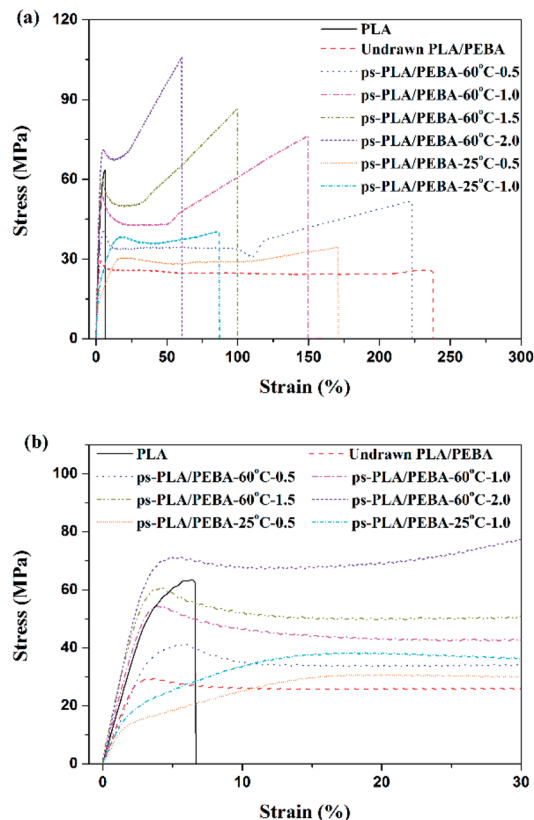 (a)
120
90
60
30
0
Stress (MPa)
PLA
Undrawn PLA/PEBA
ps-PLA/PEBA-60°C-0.5
ps-PLA/PEBA-60°C-1.0
ps-PLA/PEBA-60°C-1.5
ps-PLA/PEBA-60°C-2.0
ps-PLA/PEBA-25°C-0.5
ps-PLA/PEBA-25°C-1.0
0 50 100 150 200 250 300
Strain (%)
(b)
PLA Undrawn PLA/PEBA
ps-PLA/PEBA-60°C-0.5 ps-PLA/PEBA-60°C-1.0
ps-PLA/PEBA-60°C-1.5 ps-PLA/PEBA-60°C-2.0
ps-PLA/PEBA-25°C-0.5 ps-PLA/PEBA-25°C-1.0
100
80
60
40
20
0
Stress (MPa)
0 10 20 30
Strain (%)